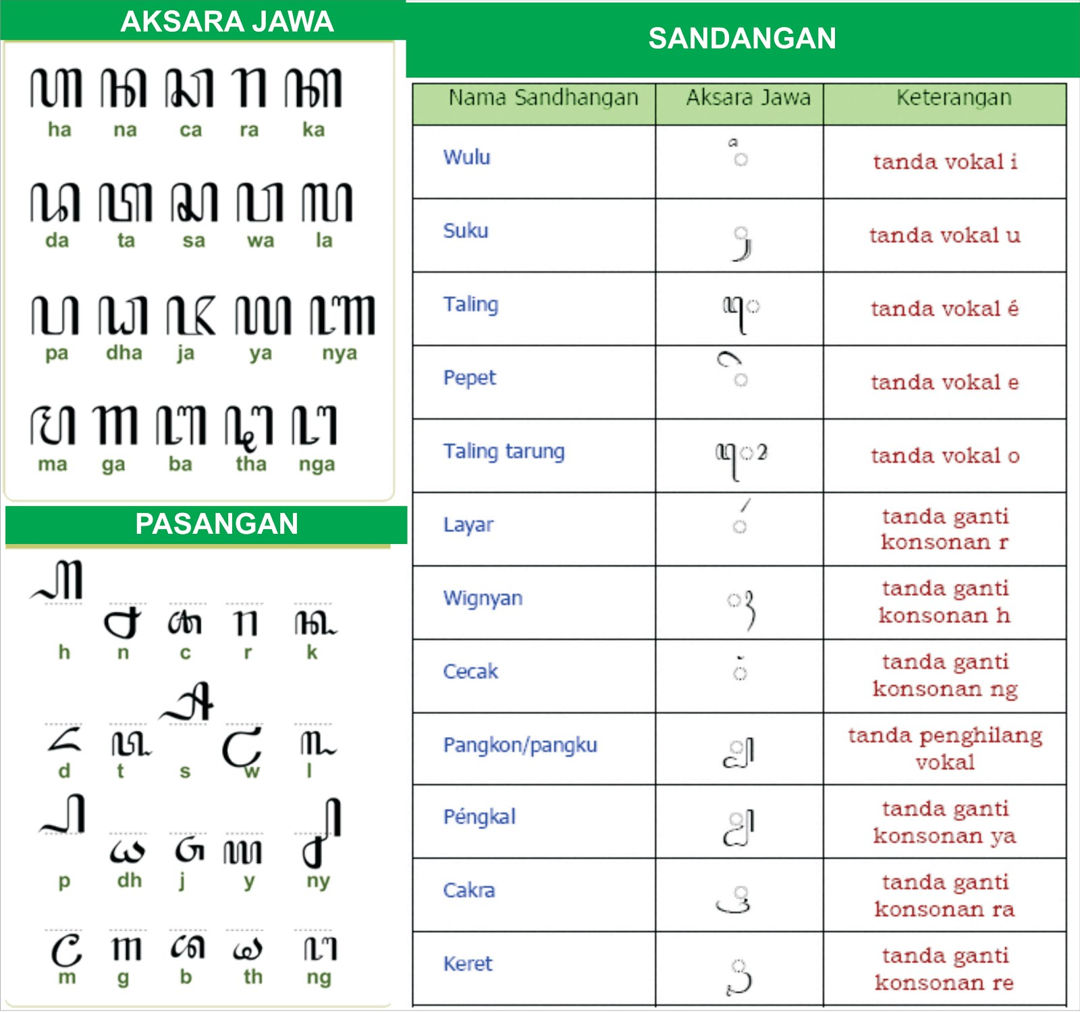 AKSARA JAWA
ꦲ ꦤ ꦕ ꦫ ꦏ
ha na ca ra ka
ꦢ ꦠ ꦱ ꦮ ꦭ
da ta sa wa la
ꦥ ꦝ ꦗ ꦪ ꦚ
pa dha ja ya nya
ꦩ ꦒ ꦧ ꦛ ꦔ
ma ga ba tha nga
PASANGAN
꧀ꦲ ꧀ꦤ ꧀ꦕ ꧀ꦫ ꧀ꦏ
h n c r k
꧀ꦢ ꧀ꦠ ꧀ꦱ ꧀ꦮ ꧀ꦭ
d t s w l
꧀ꦥ ꧀ꦝ ꧀ꦗ ꧀ꦪ ꧀ꦚ
p dh j y ny
꧀ꦩ ꧀ꦒ ꧀ꦧ ꧀ꦛ ꧀ꦔ
m g b th ng
SANDANGAN
Nama Sandhangan Aksara Jawa Keterangan
Wulu ꦶ tanda vokal i
Suku ꦸ tanda vokal u
Taling ꦺ tanda vokal é
Pepet ꦼ tanda vokal e
Taling tarung ꦺꦴ tanda vokal o
Layar ꦂ tanda ganti
konsonan r
Wignyan ꦃ tanda ganti
konsonan h
Cecak ꦁ tanda ganti
konsonan ng
Pangkon/pangku ꧀ tanda penghilang
vokal
Péngkal ꦾ tanda ganti
konsonan ya
Cakra ꦿ tanda ganti
konsonan ra
Keret ꦽ tanda ganti
konsonan re